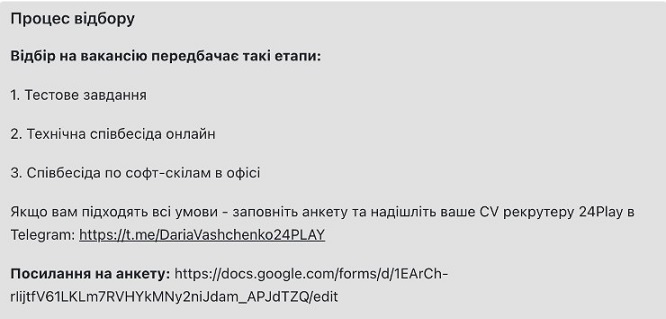 Процес відбору
Відбір на вакансію передбачає такі етапи:
1. Тестове завдання
2. Технічна співбесіда онлайн
3. Співбесіда по софт-скілам в офісі
Якщо вам підходять всі умови - заповніть анкету та надішліть ваше CV рекрутеру 24Play в
Telegram: https://t.me/DariaVashchenko24PLAY
Посилання на анкету: https://docs.google.com/forms/d/1EArCh-
rlijtfV61LKLm7RVHYkMNy2niJdam_APJdTZQ/edit